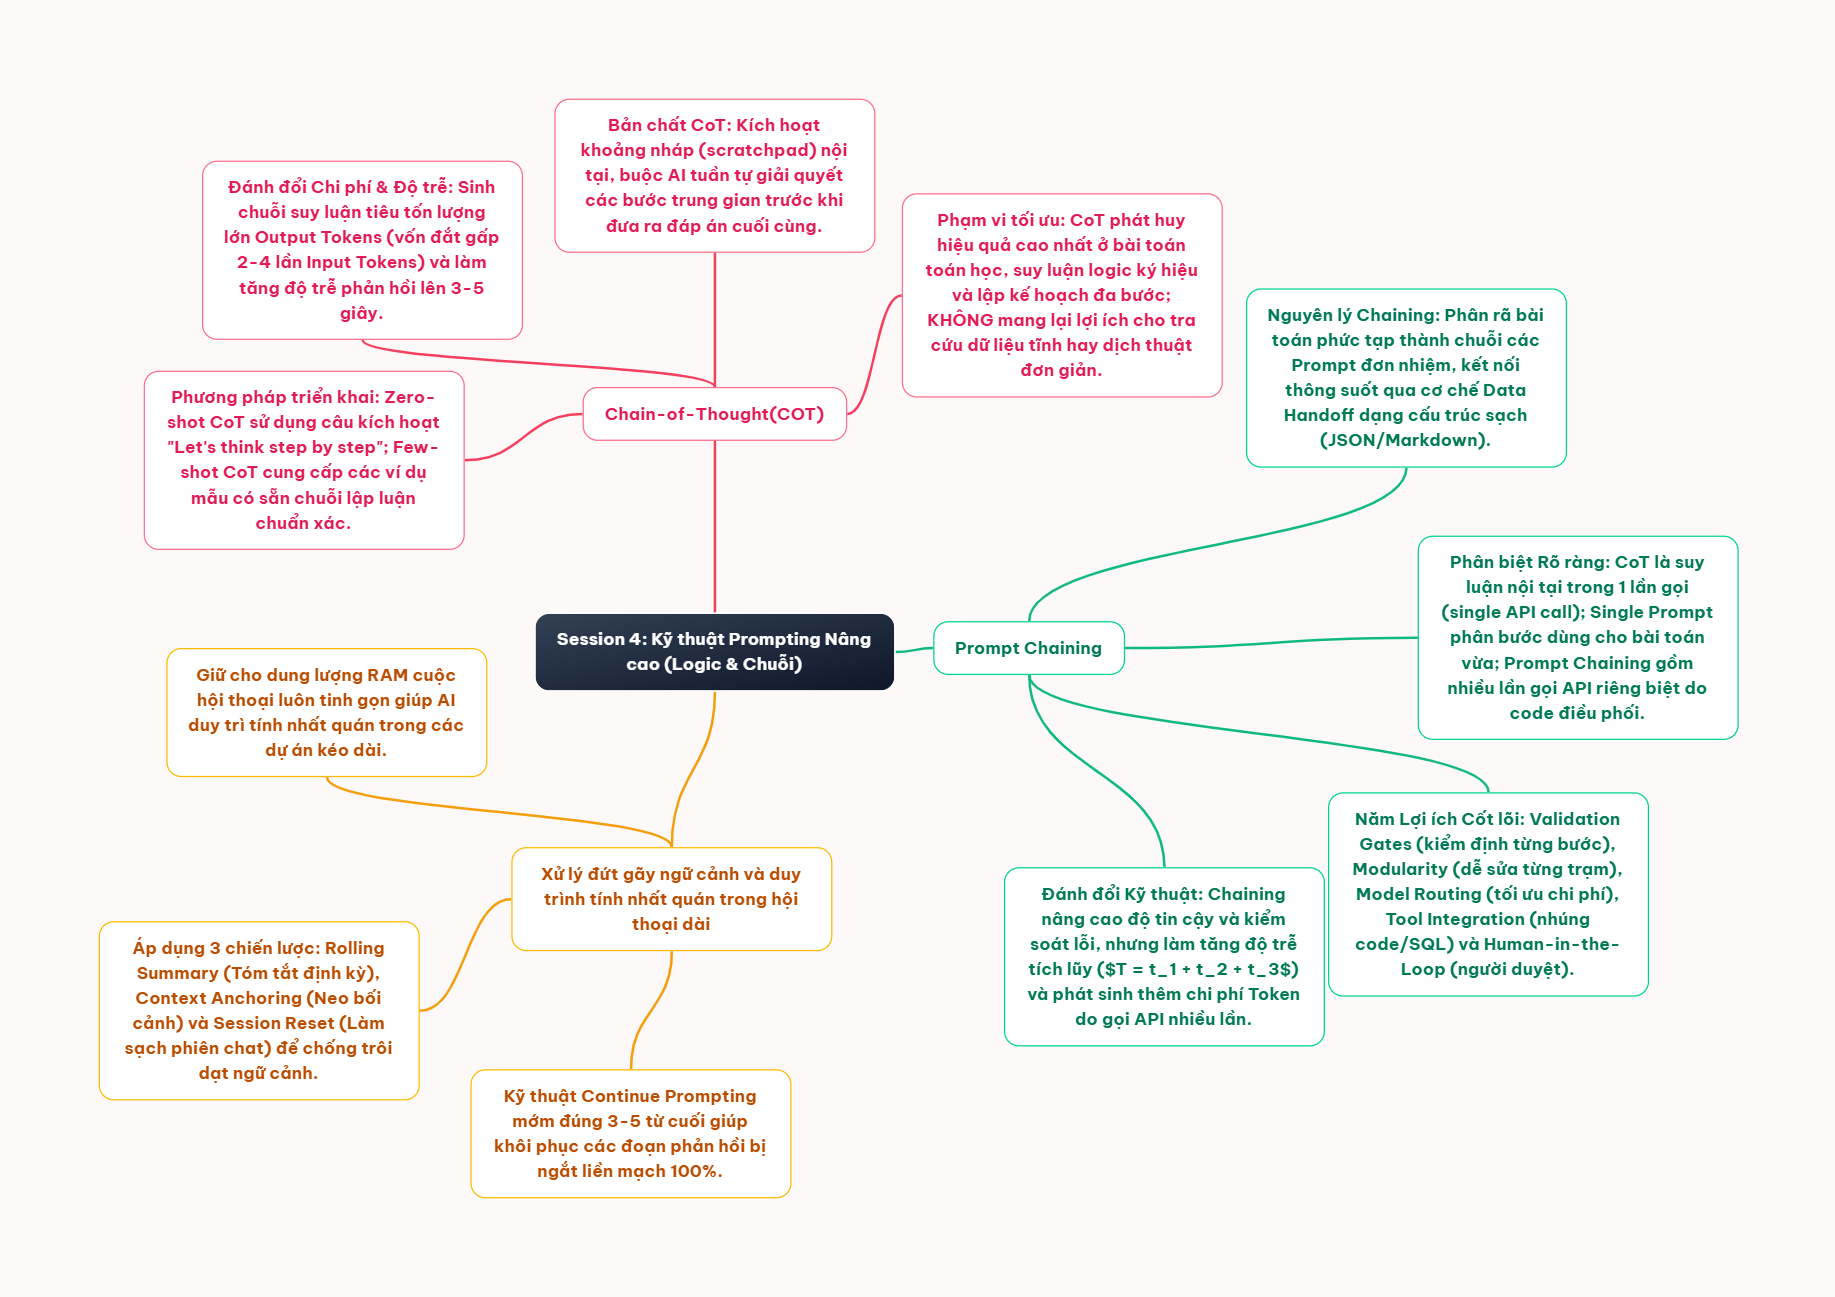 Bản chất CoT: Kích hoạt
khoảng nháp (scratchpad) nội
tại, buộc AI tuần tự giải quyết
các bước trung gian trước khi
đưa ra đáp án cuối cùng.
Đánh đổi Chi phí & Độ trễ: Sinh
chuỗi suy luận tiêu tốn lượng
lớn Output Tokens (vốn đắt gấp
2-4 lần Input Tokens) và làm
tăng độ trễ phản hồi lên 3-5
giây.
Phạm vi tối ưu: CoT phát huy
hiệu quả cao nhất ở bài toán
toán học, suy luận logic ký hiệu
và lập kế hoạch đa bước;
KHÔNG mang lại lợi ích cho tra
cứu dữ liệu tĩnh hay dịch thuật
đơn giản.
Phương pháp triển khai: Zero-
shot CoT sử dụng câu kích hoạt
"Let's think step by step"; Few-
shot CoT cung cấp các ví dụ
mẫu có sẵn chuỗi lập luận
chuẩn xác.
Chain-of-Thought(COT)
Nguyên lý Chaining: Phân rã bài
toán phức tạp thành chuỗi các
Prompt đơn nhiệm, kết nối
thông suốt qua cơ chế Data
Handoff dạng cấu trúc sạch
(JSON/Markdown).
Phân biệt Rõ ràng: CoT là suy
luận nội tại trong 1 lần gọi
(single API call); Single Prompt
phân bước dùng cho bài toán
vừa; Prompt Chaining gồm
nhiều lần gọi API riêng biệt do
code điều phối.
Session 4: Kỹ thuật Prompting Nâng
cao (Logic & Chuỗi)
Prompt Chaining
Giữ cho dung lượng RAM cuộc
hội thoại luôn tinh gọn giúp AI
duy trì tính nhất quán trong các
dự án kéo dài.
Xử lý đứt gãy ngữ cảnh và duy
trình tính nhất quán trong hội
thoại dài
Năm Lợi ích Cốt lõi: Validation
Gates (kiểm định từng bước),
Modularity (dễ sửa từng trạm),
Model Routing (tối ưu chi phí),
Tool Integration (nhúng
code/SQL) và Human-in-the-
Loop (người duyệt).
Đánh đổi Kỹ thuật: Chaining
nâng cao độ tin cậy và kiểm
soát lỗi, nhưng làm tăng độ trễ
tích lũy ($T = t_1 + t_2 + t_3$)
và phát sinh thêm chi phí Token
do gọi API nhiều lần.
Áp dụng 3 chiến lược: Rolling
Summary (Tóm tắt định kỳ),
Context Anchoring (Neo bối
cảnh) và Session Reset (Làm
sạch phiên chat) để chống trôi
dạt ngữ cảnh.
Kỹ thuật Continue Prompting
mớm đúng 3-5 từ cuối giúp
khôi phục các đoạn phản hồi bị
ngắt liền mạch 100%.